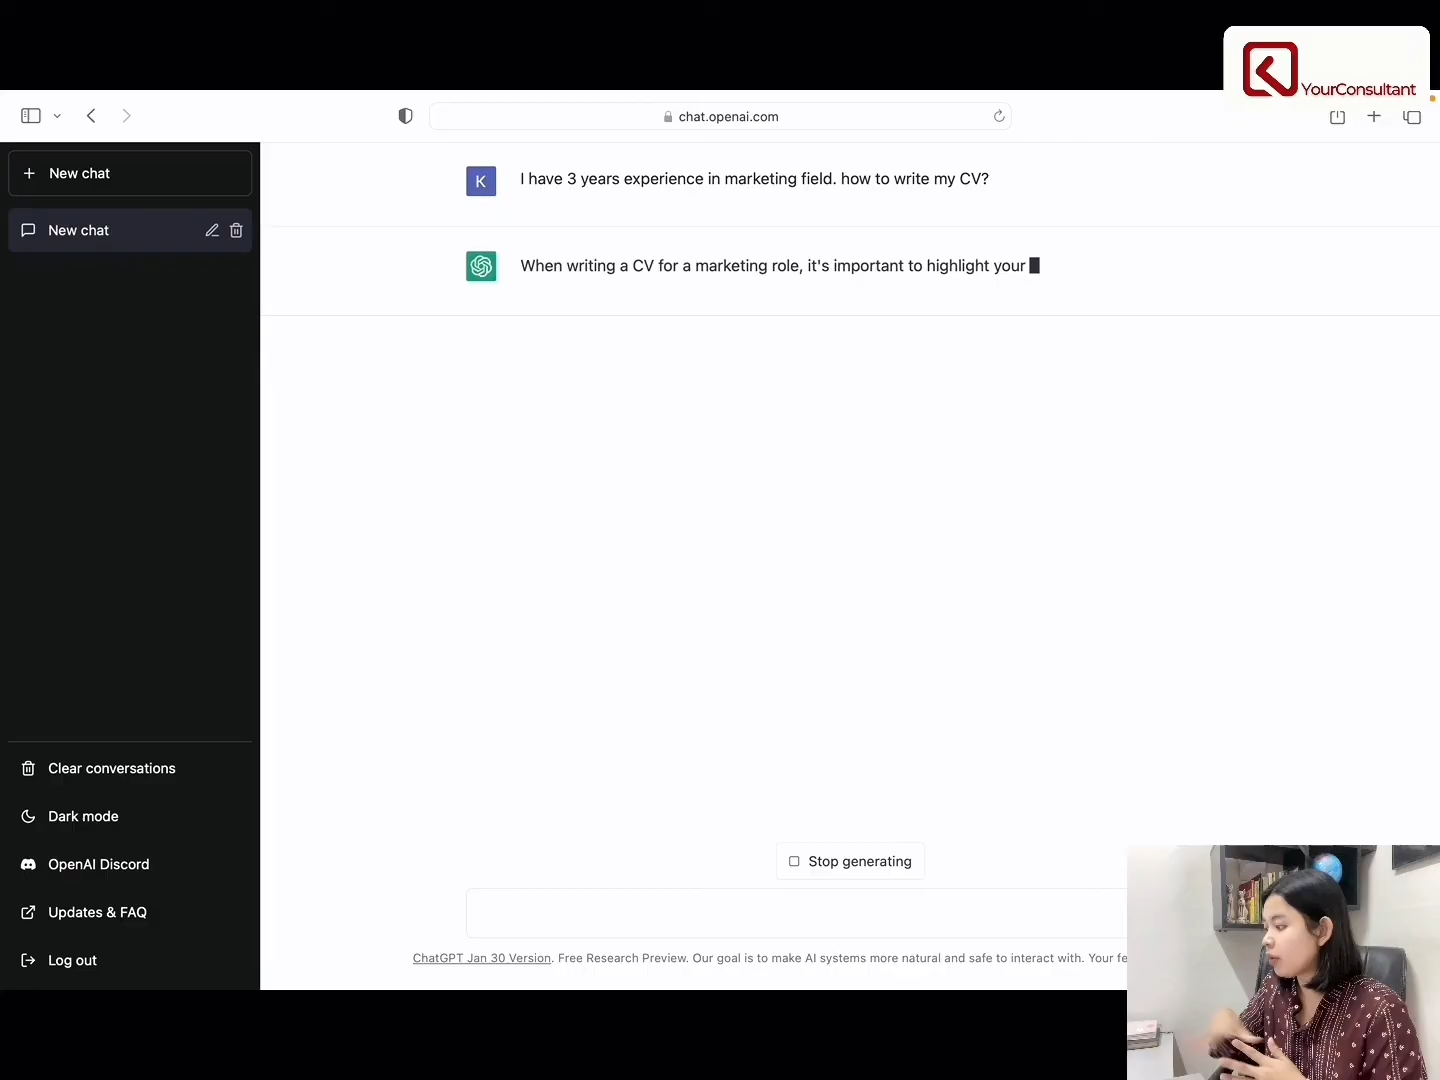 YourConsultant
chat.openai.com
New chat
New chat
K
I have 3 years experience in marketing field. how to write my CV?
When writing a CV for a marketing role, it's important to highlight your
Clear conversations
Dark mode
OpenAI Discord
Updates & FAQ
Log out
Stop generating
ChatGPT Jan 30 Version. Free Research Preview. Our goal is to make AI systems more natural and safe to interact with. Your fe